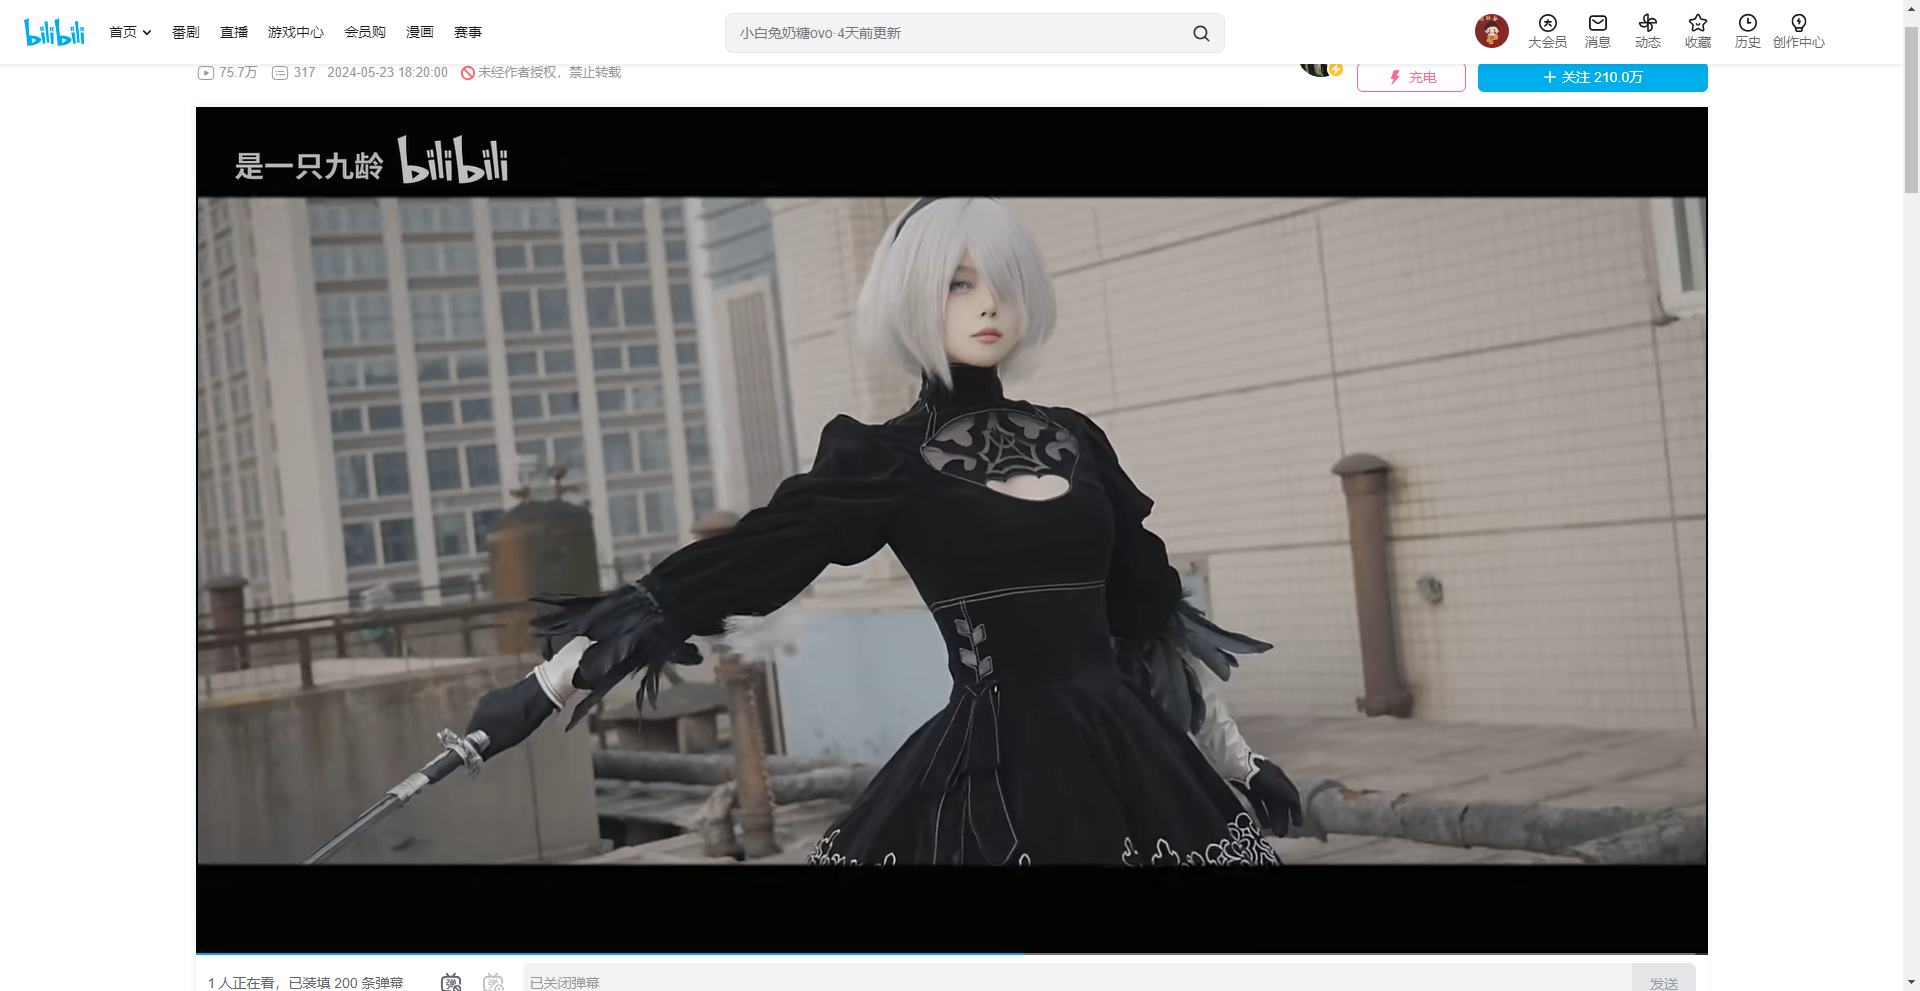 bilibili 首页 番剧 直播 游戏中心 会员购 漫画 赛事 小白兔奶糖ovo·4天前更新 大会员 消息 动态 收藏 历史 创作中心
75.7万 317 2024-05-23 18:20:00 未经作者授权，禁止转载 充电 + 关注 210.0万
是一只九龄 bilibili
1 人正在看，已装填 200 条弹幕 已关闭弹幕 发送